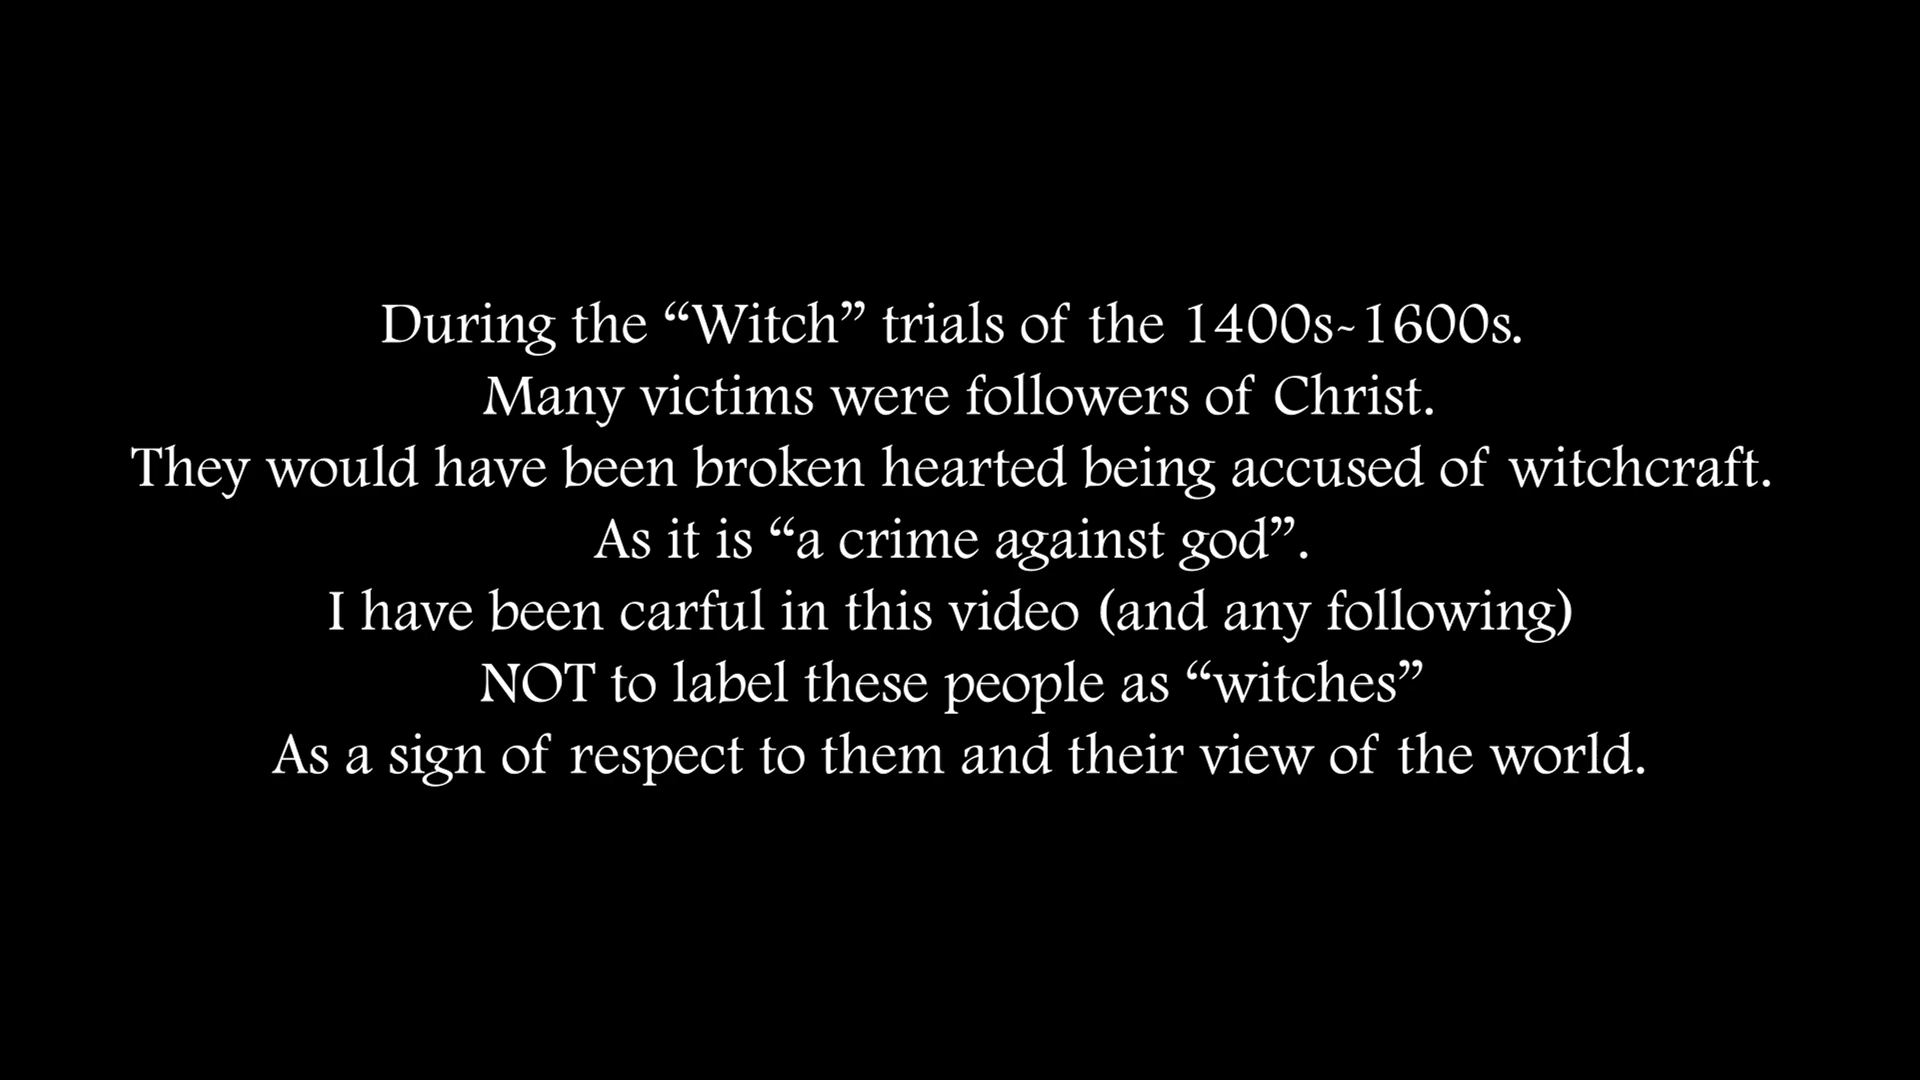 During the “Witch” trials of the 1400s-1600s.
Many victims were followers of Christ.
They would have been broken hearted being accused of witchcraft.
As it is “a crime against god”.
I have been carful in this video (and any following)
NOT to label these people as “witches”
As a sign of respect to them and their view of the world.